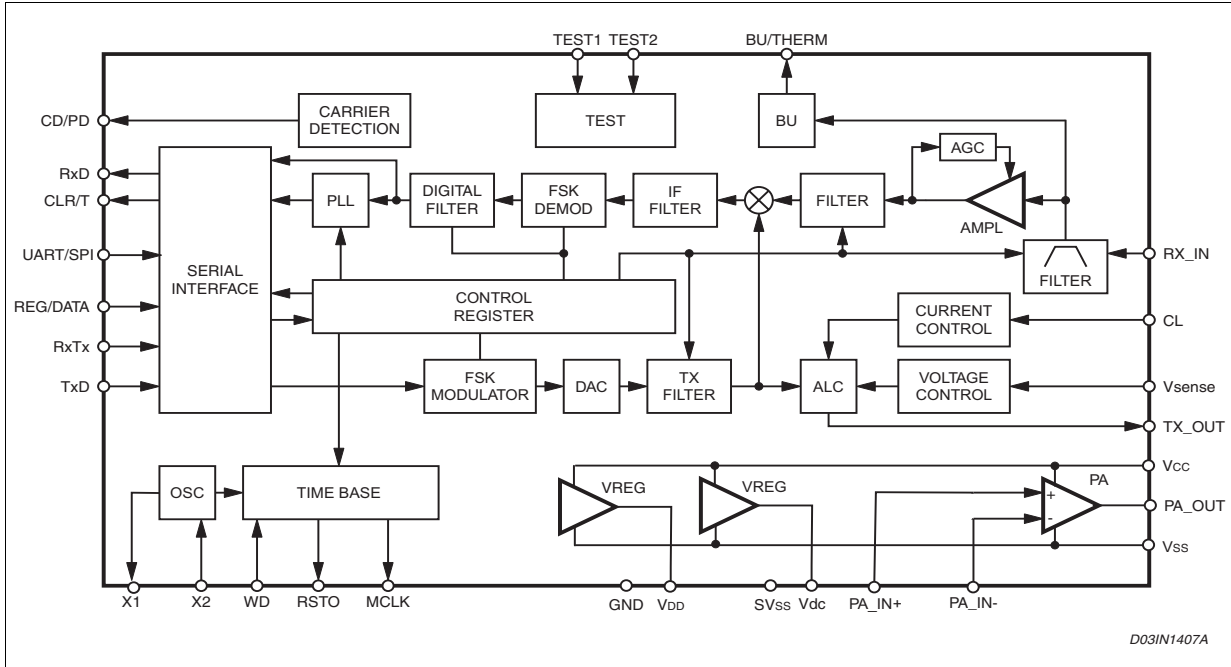 TEST1 TEST2
BU/THERM
CD/PD
CARRIER
DETECTION
TEST
BU
AGC
RxD
CLR/T
UART/SPI
REG/DATA
RxTx
TxD
SERIAL
INTERFACE
PLL
DIGITAL
FILTER
FSK
DEMOD
IF
FILTER
FILTER
AMPL
FILTER
RX_IN
CONTROL
REGISTER
CURRENT
CONTROL
CL
FSK
MODULATOR
DAC
TX
FILTER
ALC
VOLTAGE
CONTROL
Vsense
TX_OUT
OSC
TIME BASE
VREG
VREG
PA
+
-
VCC
PA_OUT
VSS
X1
X2
WD
RSTO
MCLK
GND
VDD
SVSS
Vdc
PA_IN+
PA_IN-
D03IN1407A